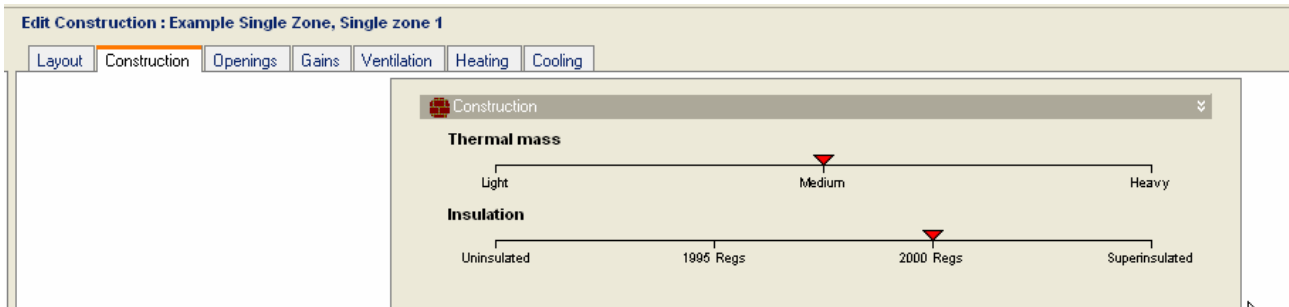 Edit Construction : Example Single Zone, Single zone 1
Layout Construction Openings Gains Ventilation Heating Cooling
Construction
Thermal mass
Light Medium Heavy
Insulation
Uninsulated 1995 Regs 2000 Regs Superinsulated